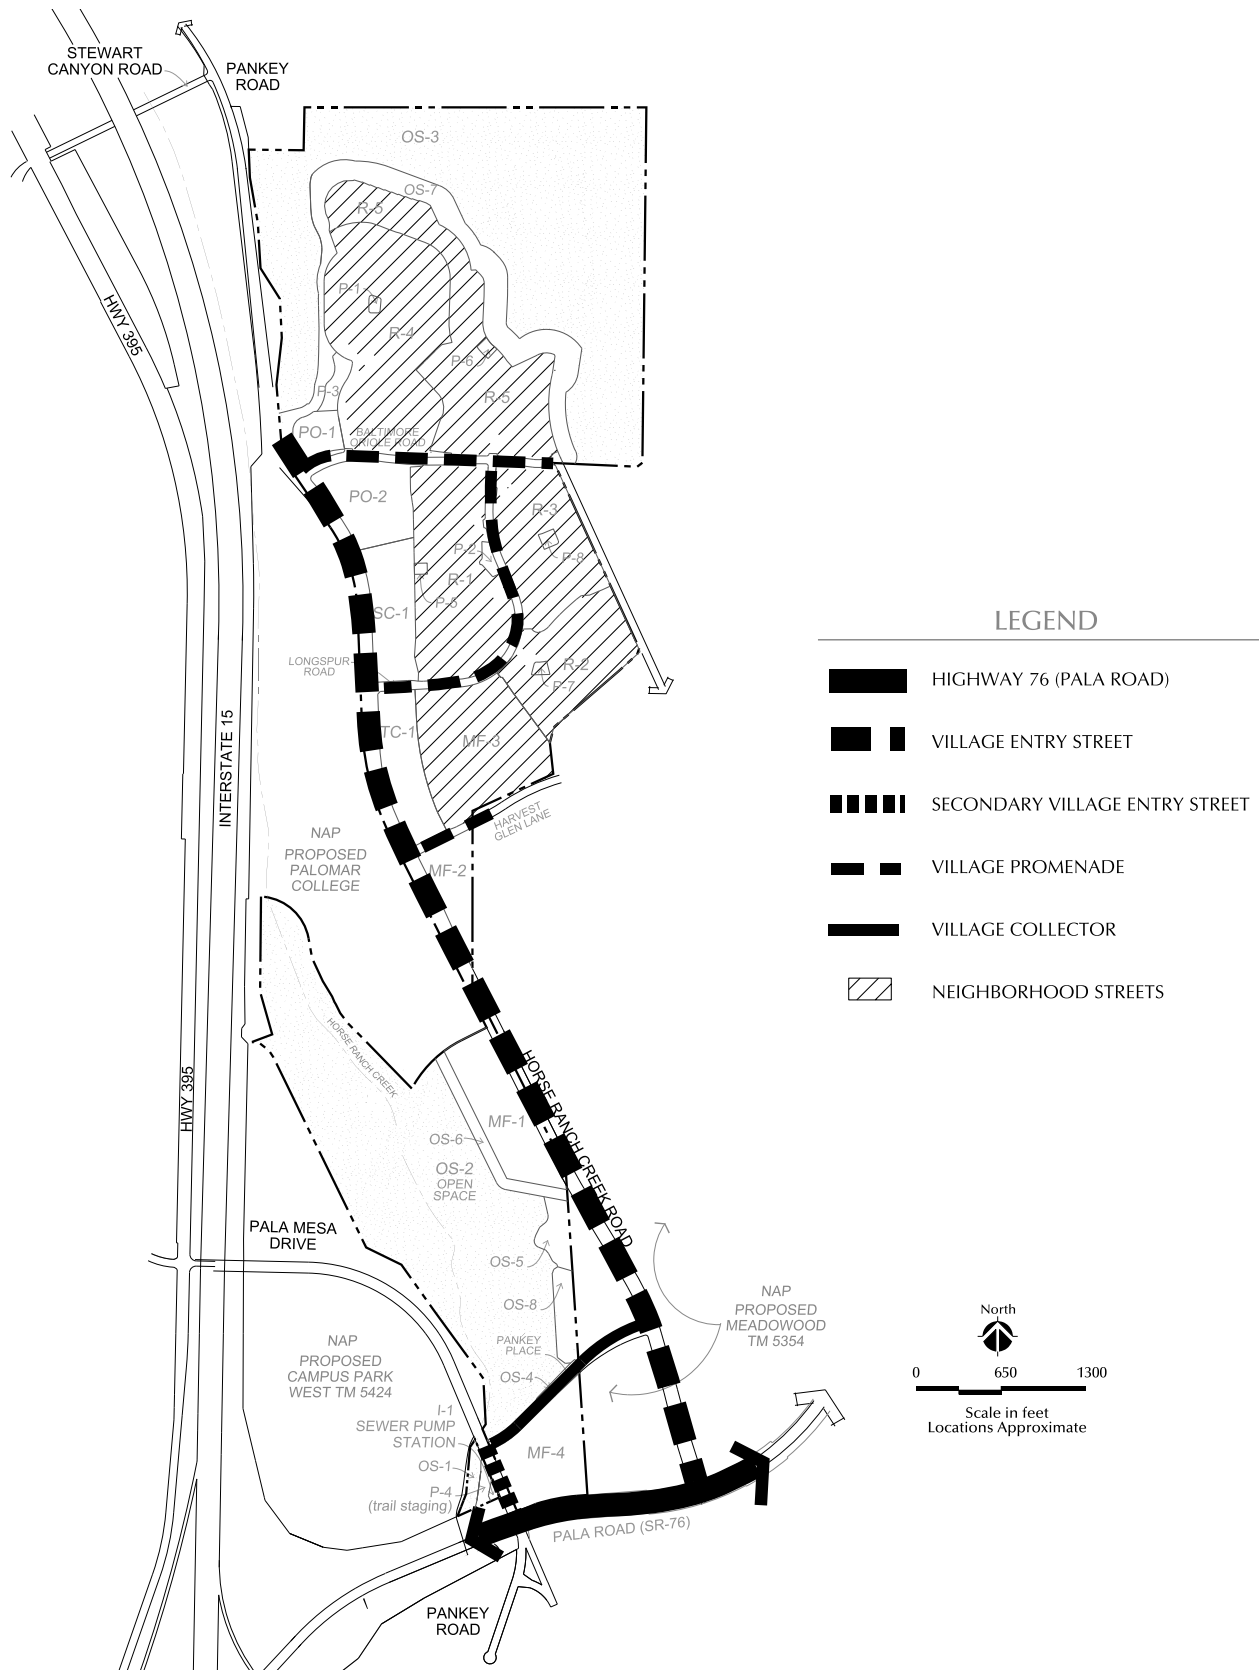 STEWART
CANYON ROAD
PANKEY
ROAD
OS-3
OS-7
R-5
P-1
R-4
HWY 395
P-6
P-3
R-5
PO-1
BALTIMORE
ORIOLE ROAD
PO-2
R-3
P-2
P-8
R-1
P-5
SC-1
LONGSPUR
ROAD
R-2
P-7
TC-1
MF-3
INTERSTATE 15
HARVEST
GLEN LANE
NAP
PROPOSED
PALOMAR
COLLEGE
MF-2
HORSE RANCH CREEK
HWY 395
HORSE RANCH CREEK ROAD
MF-1
OS-6
OS-2
OPEN
SPACE
PALA MESA
DRIVE
OS-5
OS-8
NAP
PROPOSED
MEADOWOOD
TM 5354
PANKEY
PLACE
OS-4
NAP
PROPOSED
CAMPUS PARK
WEST TM 5424
I-1
SEWER PUMP
STATION
MF-4
OS-1
P-4
(trail staging)
PALA ROAD (SR-76)
PANKEY
ROAD
LEGEND
HIGHWAY 76 (PALA ROAD)
VILLAGE ENTRY STREET
SECONDARY VILLAGE ENTRY STREET
VILLAGE PROMENADE
VILLAGE COLLECTOR
NEIGHBORHOOD STREETS
North
0 650 1300
Scale in feet
Locations Approximate